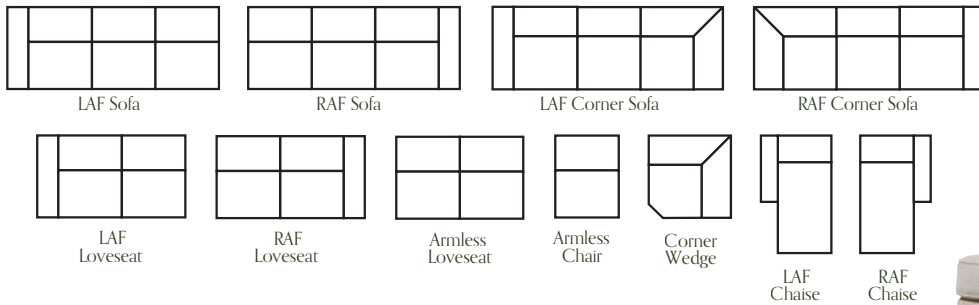 LAF Sofa
RAF Sofa
LAF Corner Sofa
RAF Corner Sofa
LAF
Loveseat
RAF
Loveseat
Armless
Loveseat
Armless
Chair
Corner
Wedge
LAF
Chaise
RAF
Chaise